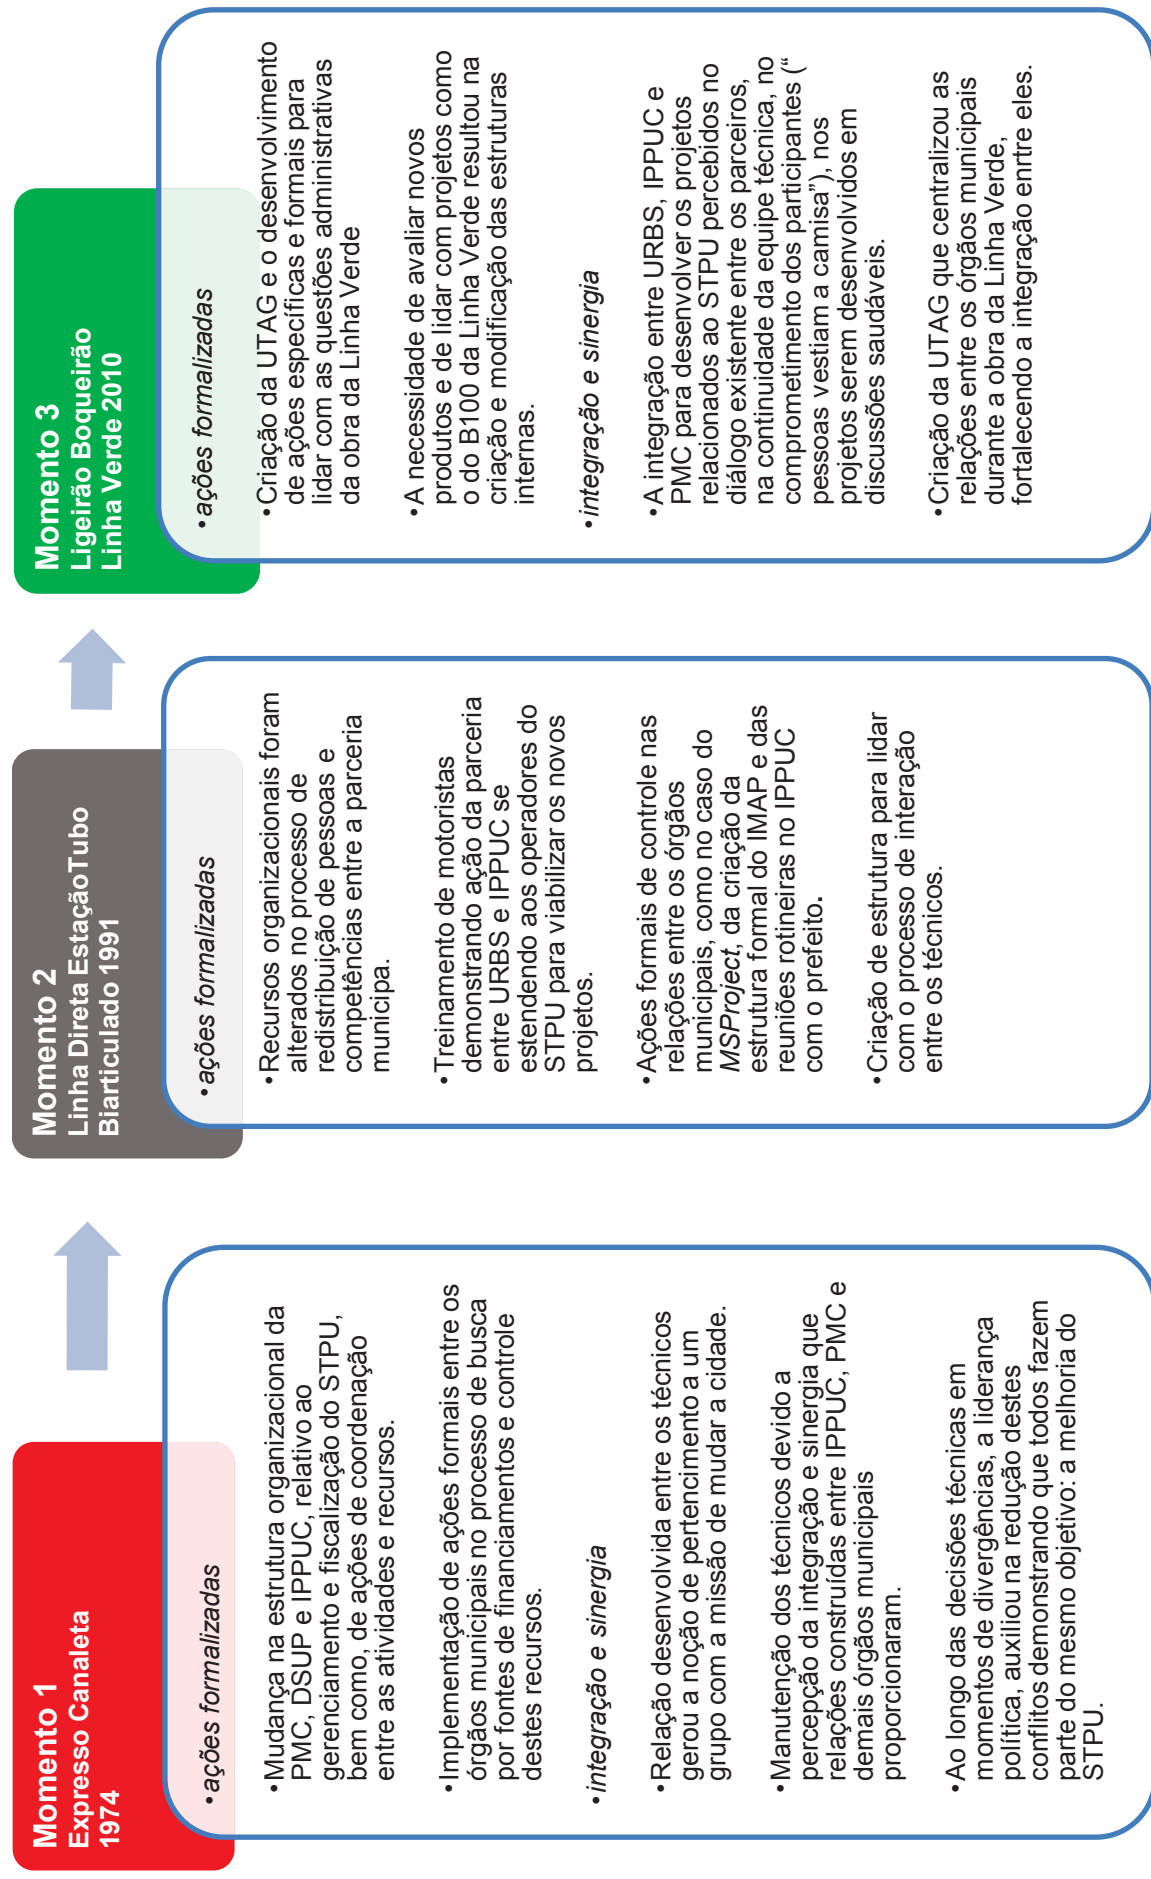 Momento 1
Expresso Canaleta
1974
•ações formalizadas
•Mudança na estrutura organizacional da
PMC, DSUP e IPPUC, relativo ao
gerenciamento e fiscalização do STPU,
bem como, de ações de coordenação
entre as atividades e recursos.
•Implementação de ações formais entre os
órgãos municipais no processo de busca
por fontes de financiamentos e controle
destes recursos.
•integração e sinergia
•Relação desenvolvida entre os técnicos
gerou a noção de pertencimento a um
grupo com a missão de mudar a cidade.
•Manutenção dos técnicos devido a
percepção da integração e sinergia que
relações construídas entre IPPUC, PMC e
demais órgãos municipais
proporcionaram.
•Ao longo das decisões técnicas em
momentos de divergências, a liderança
política, auxiliou na redução destes
conflitos demonstrando que todos fazem
parte do mesmo objetivo: a melhoria do
STPU.
Momento 2
Linha Direta EstaçãoTubo
Biarticulado 1991
•ações formalizadas
•Recursos organizacionais foram
alterados no processo de
redistribuição de pessoas e
competências entre a parceria
municipa.
•Treinamento de motoristas
demonstrando ação da parceria
entre URBS e IPPUC se
estendendo aos operadores do
STPU para viabilizar os novos
projetos.
•Ações formais de controle nas
relações entre os órgãos
municipais, como no caso do
MSProject, da criação da
estrutura formal do IMAP e das
reuniões rotineiras no IPPUC
com o prefeito.
•Criação de estrutura para lidar
com o processo de interação
entre os técnicos.
Momento 3
Ligeirão Boqueirão
Linha Verde 2010
•ações formalizadas
•Criação da UTAG e o desenvolvimento
de ações específicas e formais para
lidar com as questões administrativas
da obra da Linha Verde
•A necessidade de avaliar novos
produtos e de lidar com projetos como
o do B100 da Linha Verde resultou na
criação e modificação das estruturas
internas.
•integração e sinergia
•A integração entre URBS, IPPUC e
PMC para desenvolver os projetos
relacionados ao STPU percebidos no
diálogo existente entre os parceiros,
na continuidade da equipe técnica, no
comprometimento dos participantes (“
pessoas vestiam a camisa”), nos
projetos serem desenvolvidos em
discussões saudáveis.
•Criação da UTAG que centralizou as
relações entre os órgãos municipais
durante a obra da Linha Verde,
fortalecendo a integração enrtre eles.